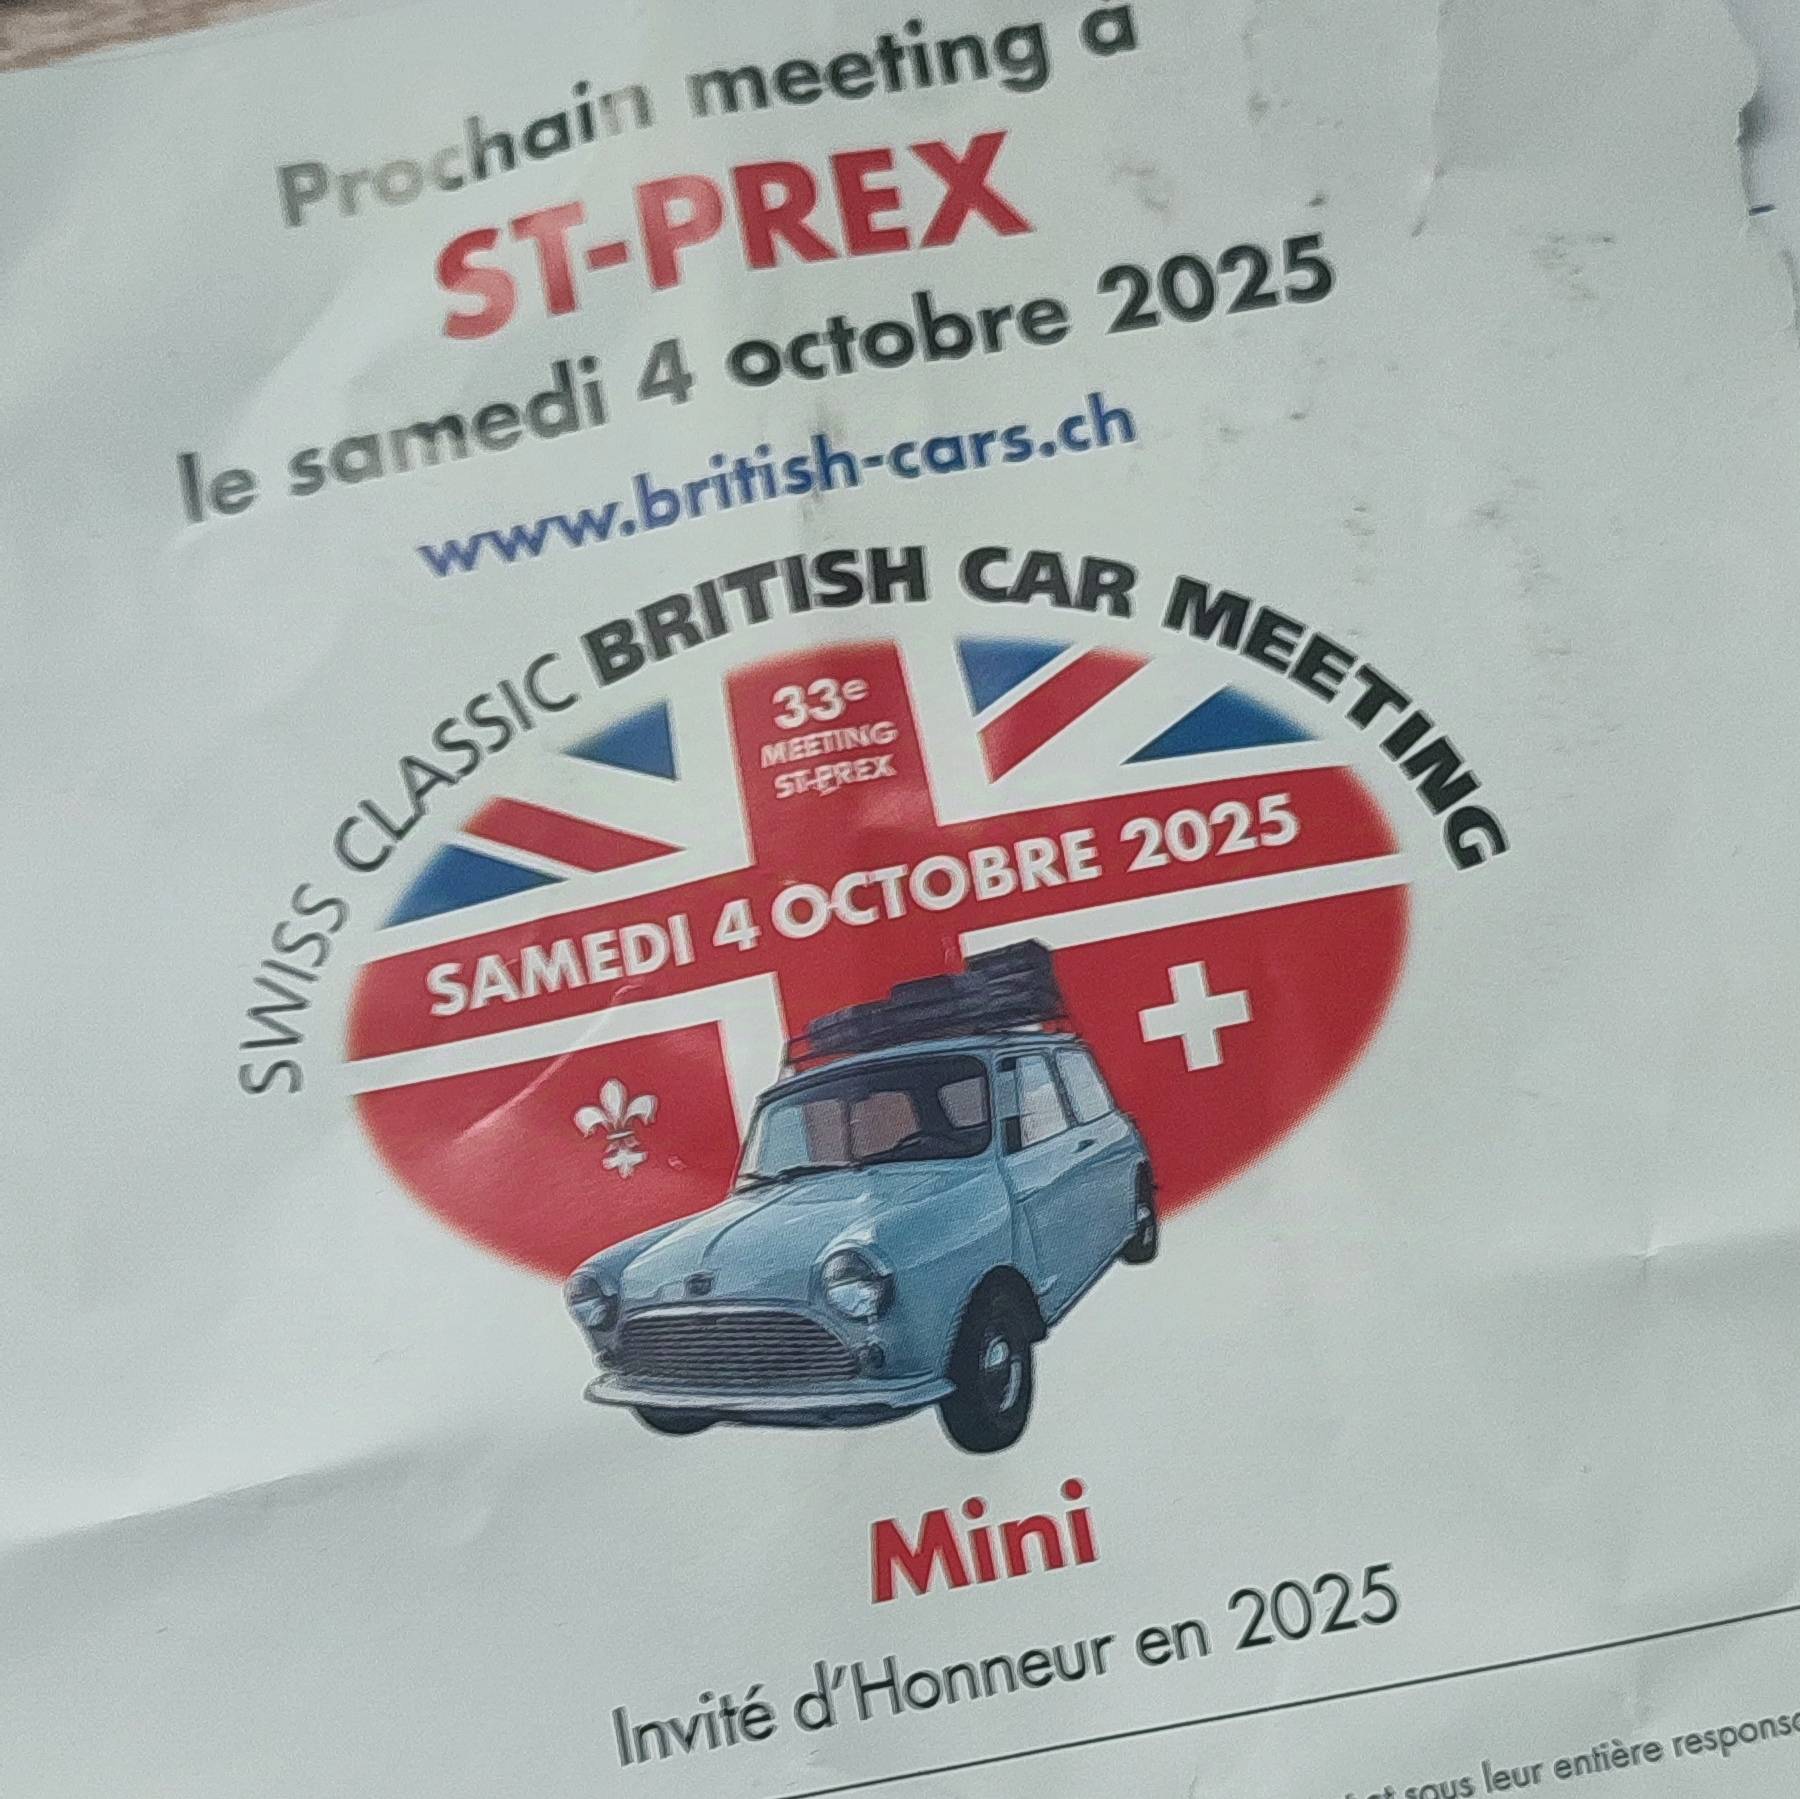 Prochain meeting à
ST-PREX
le samedi 4 octobre 2025
www.british-cars.ch
SWISS CLASSIC BRITISH CAR MEETING
33e
MEETING
ST-PREX
SAMEDI 4 OCTOBRE 2025
Mini
Invité d'Honneur en 2025
sous leur entière